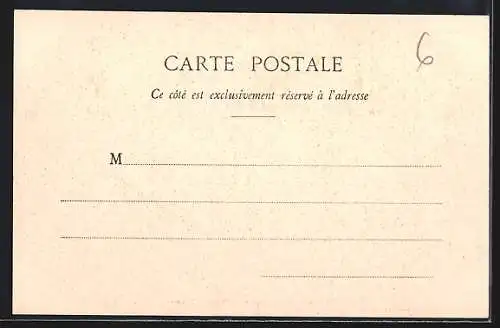 6
CARTE POSTALE
Ce côté est exclusivement réservé à l'adresse
M